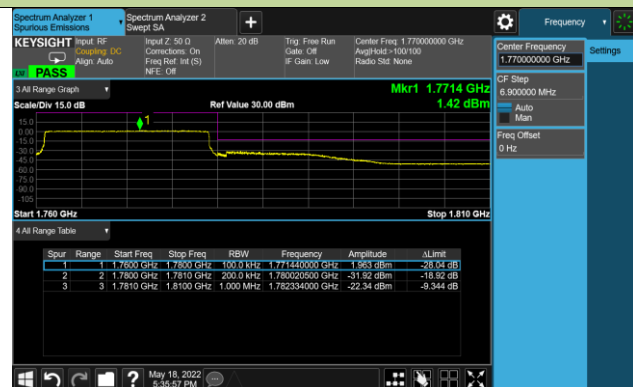 Spectrum Analyzer 1
Spurious Emissions
Spectrum Analyzer 2
Swept SA
Frequency
KEYSIGHT
Input: RF
Coupling: DC
Align: Auto
Input Z: 50 Ω
Corrections: On
Freq Ref: Int (S)
NFE: Off
Atten: 20 dB
Trig: Free Run
Gate: Off
IF Gain: Low
Center Freq: 1.770000000 GHz
Avg|Hold:>100/100
Radio Std: None
PASS
Center Frequency
1.770000000 GHz
Settings
CF Step
6.900000 MHz
Auto
Man
Freq Offset
0 Hz
3 All Range Graph
Mkr1 1.7714 GHz
Scale/Div 15.0 dB
Ref Value 30.00 dBm
1.42 dBm
1
15.0
0.00
-15.0
-30.0
-45.0
-60.0
-75.0
-90.0
-105
Start 1.760 GHz
Stop 1.810 GHz
4 All Range Table
Spur Range Start Freq Stop Freq RBW Frequency Amplitude ΔLimit
1 1 1.7600 GHz 1.7800 GHz 100.0 kHz 1.771440000 GHz 1.963 dBm -28.04 dB
2 2 1.7800 GHz 1.7810 GHz 200.0 kHz 1.780020500 GHz -31.92 dBm -18.92 dB
3 3 1.7810 GHz 1.8100 GHz 1.000 MHz 1.782334000 GHz -22.34 dBm -9.344 dB
May 18, 2022
5:35:57 PM